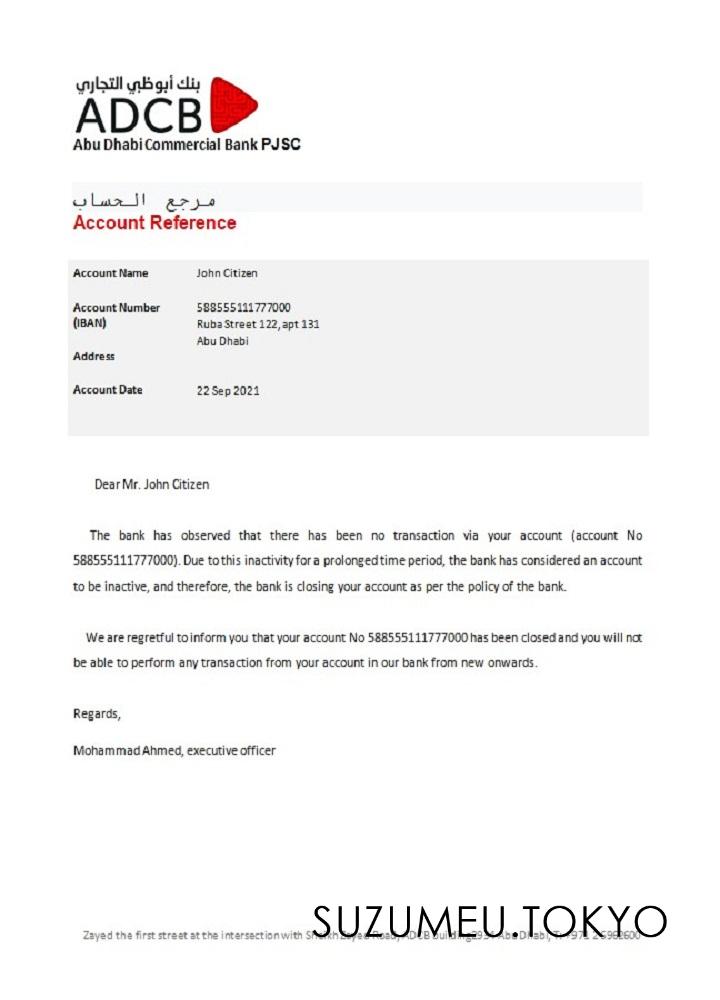 بنك أبوظبي التجاري
ADCB
Abu Dhabi Commercial Bank PJSC
مرجع الحساب
Account Reference
Account Name John Citizen
Account Number 588555111777000
(IBAN) Ruba Street 122, apt 131
Abu Dhabi
Address
Account Date 22 Sep 2021
Dear Mr. John Citizen
The bank has observed that there has been no transaction via your account (account No
588555111777000). Due to this inactivity for a prolonged time period, the bank has considered an account
to be inactive, and therefore, the bank is closing your account as per the policy of the bank.
We are regretful to inform you that your account No 588555111777000 has been closed and you will not
be able to perform any transaction from your account in our bank from new onwards.
Regards,
Mohammad Ahmed, executive officer
SUZUMEU.TOKYO
Zayed the first street at the intersection with Sheikh Zayed Road, ADCB building Abu Dhabi, T: +971